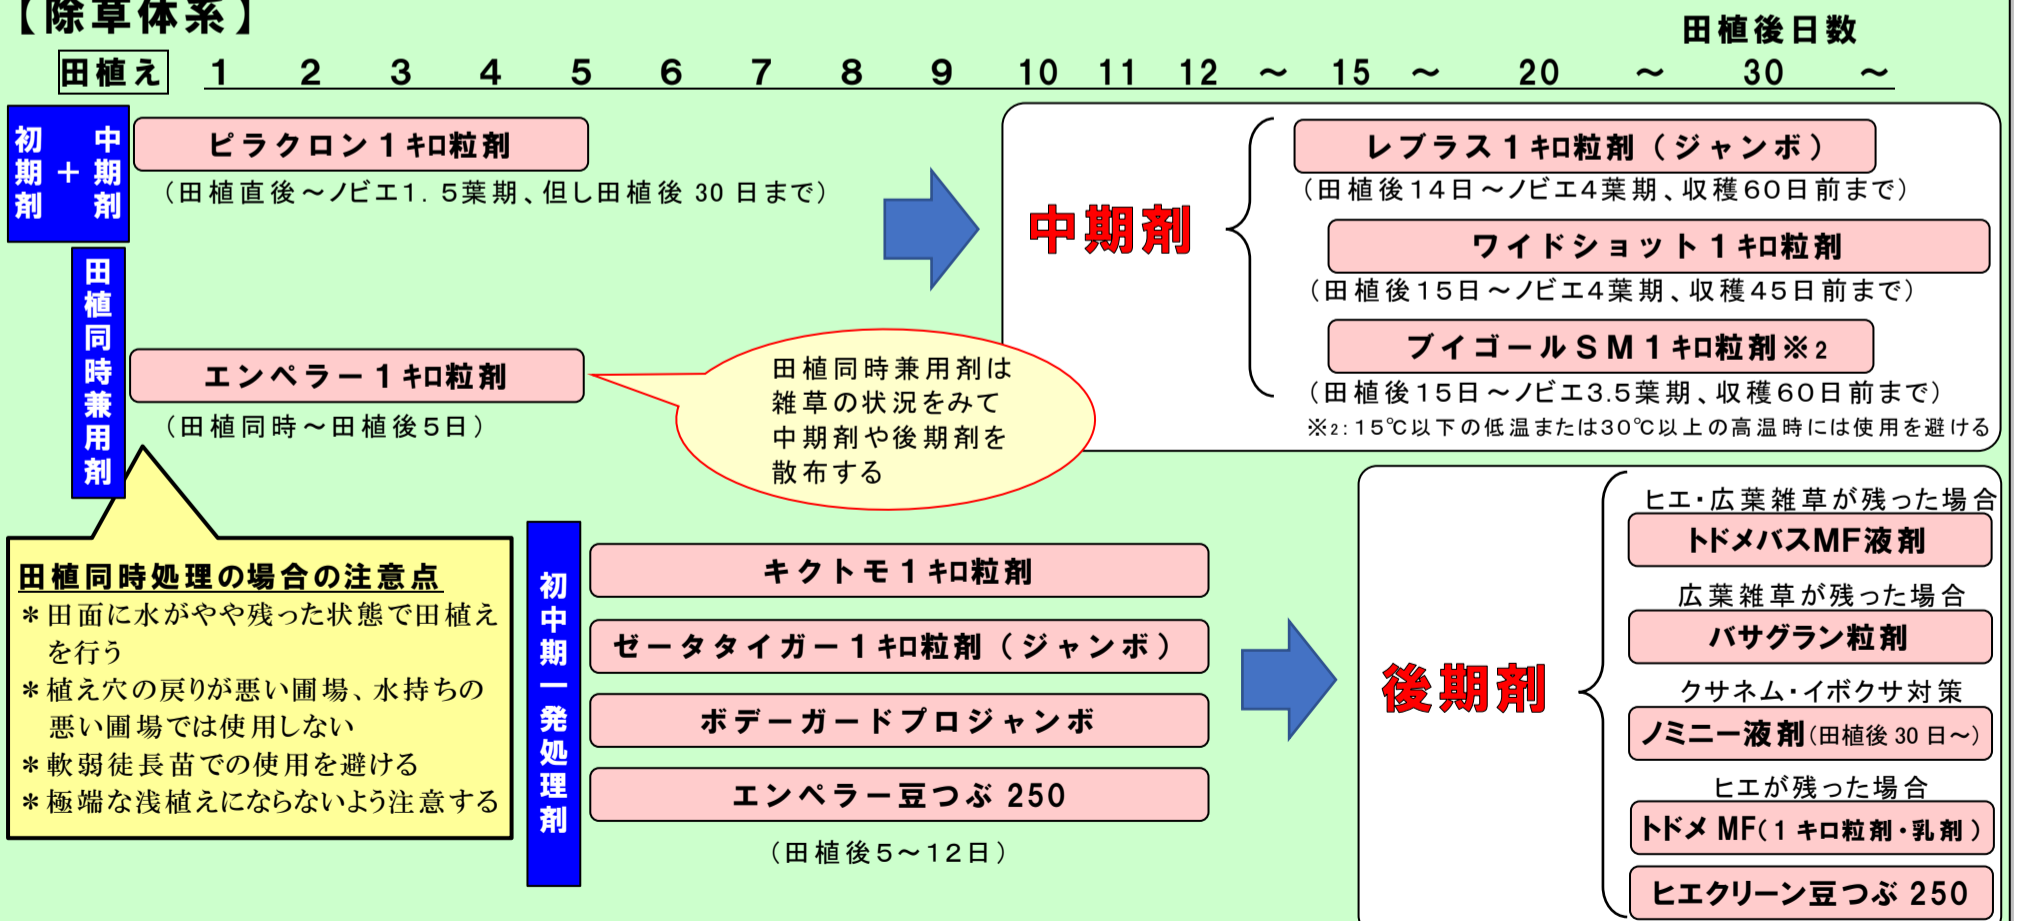 【除草体系】
田植後日数
田植え 1 2 3 4 5 6 7 8 9 10 11 12 ～ 15 ～ 20 ～ 30 ～
初期剤＋中期剤
ピラクロン1キロ粒剤
（田植直後～ノビエ1.5葉期、但し田植後30日まで）
中期剤
レブラス1キロ粒剤（ジャンボ）
（田植後14日～ノビエ4葉期、収穫60日前まで）
ワイドショット1キロ粒剤
（田植後15日～ノビエ4葉期、収穫45日前まで）
ブイゴールSM1キロ粒剤※2
（田植後15日～ノビエ3.5葉期、収穫60日前まで）
※2：15℃以下の低温または30℃以上の高温時には使用を避ける
田植同時兼用剤
エンペラー1キロ粒剤
（田植同時～田植後5日）
田植同時兼用剤は
雑草の状況をみて
中期剤や後期剤を
散布する
田植同時処理の場合の注意点
＊田面に水がやや残った状態で田植え
を行う
＊植え穴の戻りが悪い圃場、水持ちの
悪い圃場では使用しない
＊軟弱徒長苗での使用を避ける
＊極端な浅植えにならないよう注意する
初中期一発処理剤
キクトモ1キロ粒剤
ゼータタイガー1キロ粒剤（ジャンボ）
ボデーガードプロジャンボ
エンペラー豆つぶ250
（田植後5～12日）
後期剤
ヒエ・広葉雑草が残った場合
トドメバスMF液剤
広葉雑草が残った場合
バサグラン粒剤
クサネム・イボクサ対策
ノミニー液剤(田植後30日～)
ヒエが残った場合
トドメMF(1キロ粒剤・乳剤)
ヒエクリーン豆つぶ250